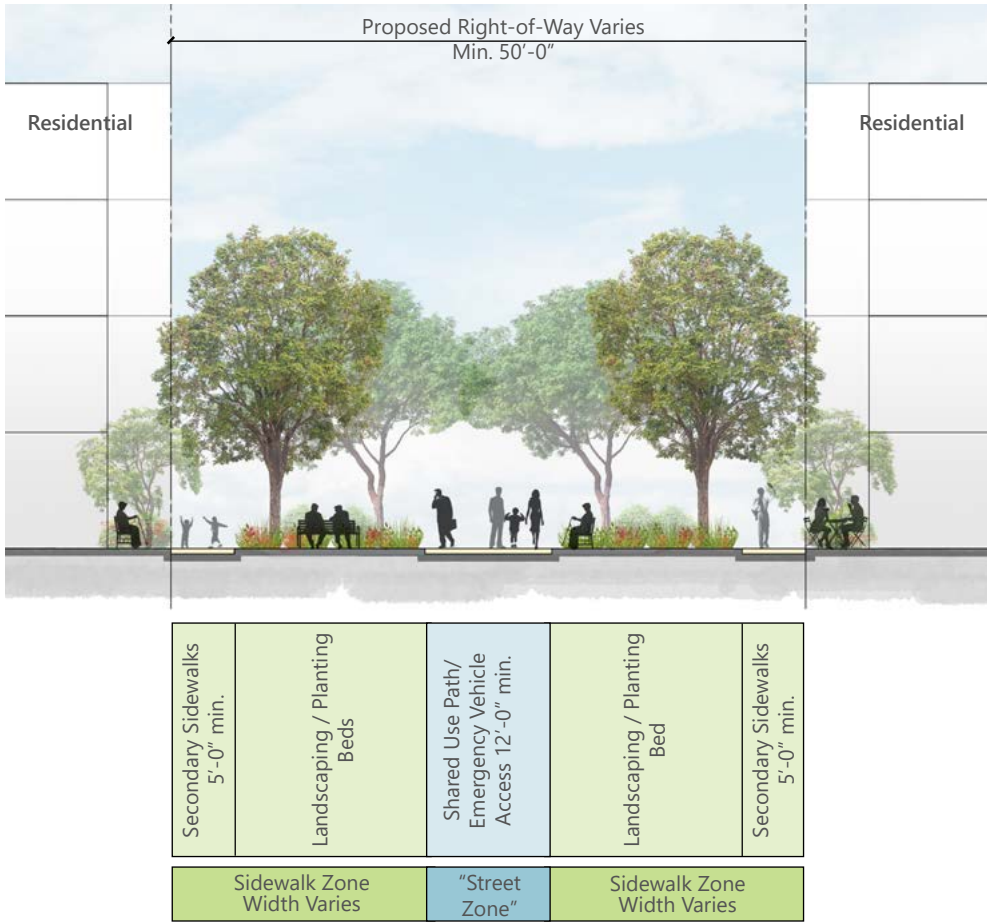 Proposed Right-of-Way Varies
Min. 50’-0”
Residential
Residential
Secondary Sidewalks
5’-0” min.
Landscaping / Planting
Beds
Shared Use Path/
Emergency Vehicle
Access 12’-0” min.
Landscaping / Planting
Bed
Secondary Sidewalks
5’-0” min.
Sidewalk Zone
Width Varies
“Street
Zone”
Sidewalk Zone
Width Varies